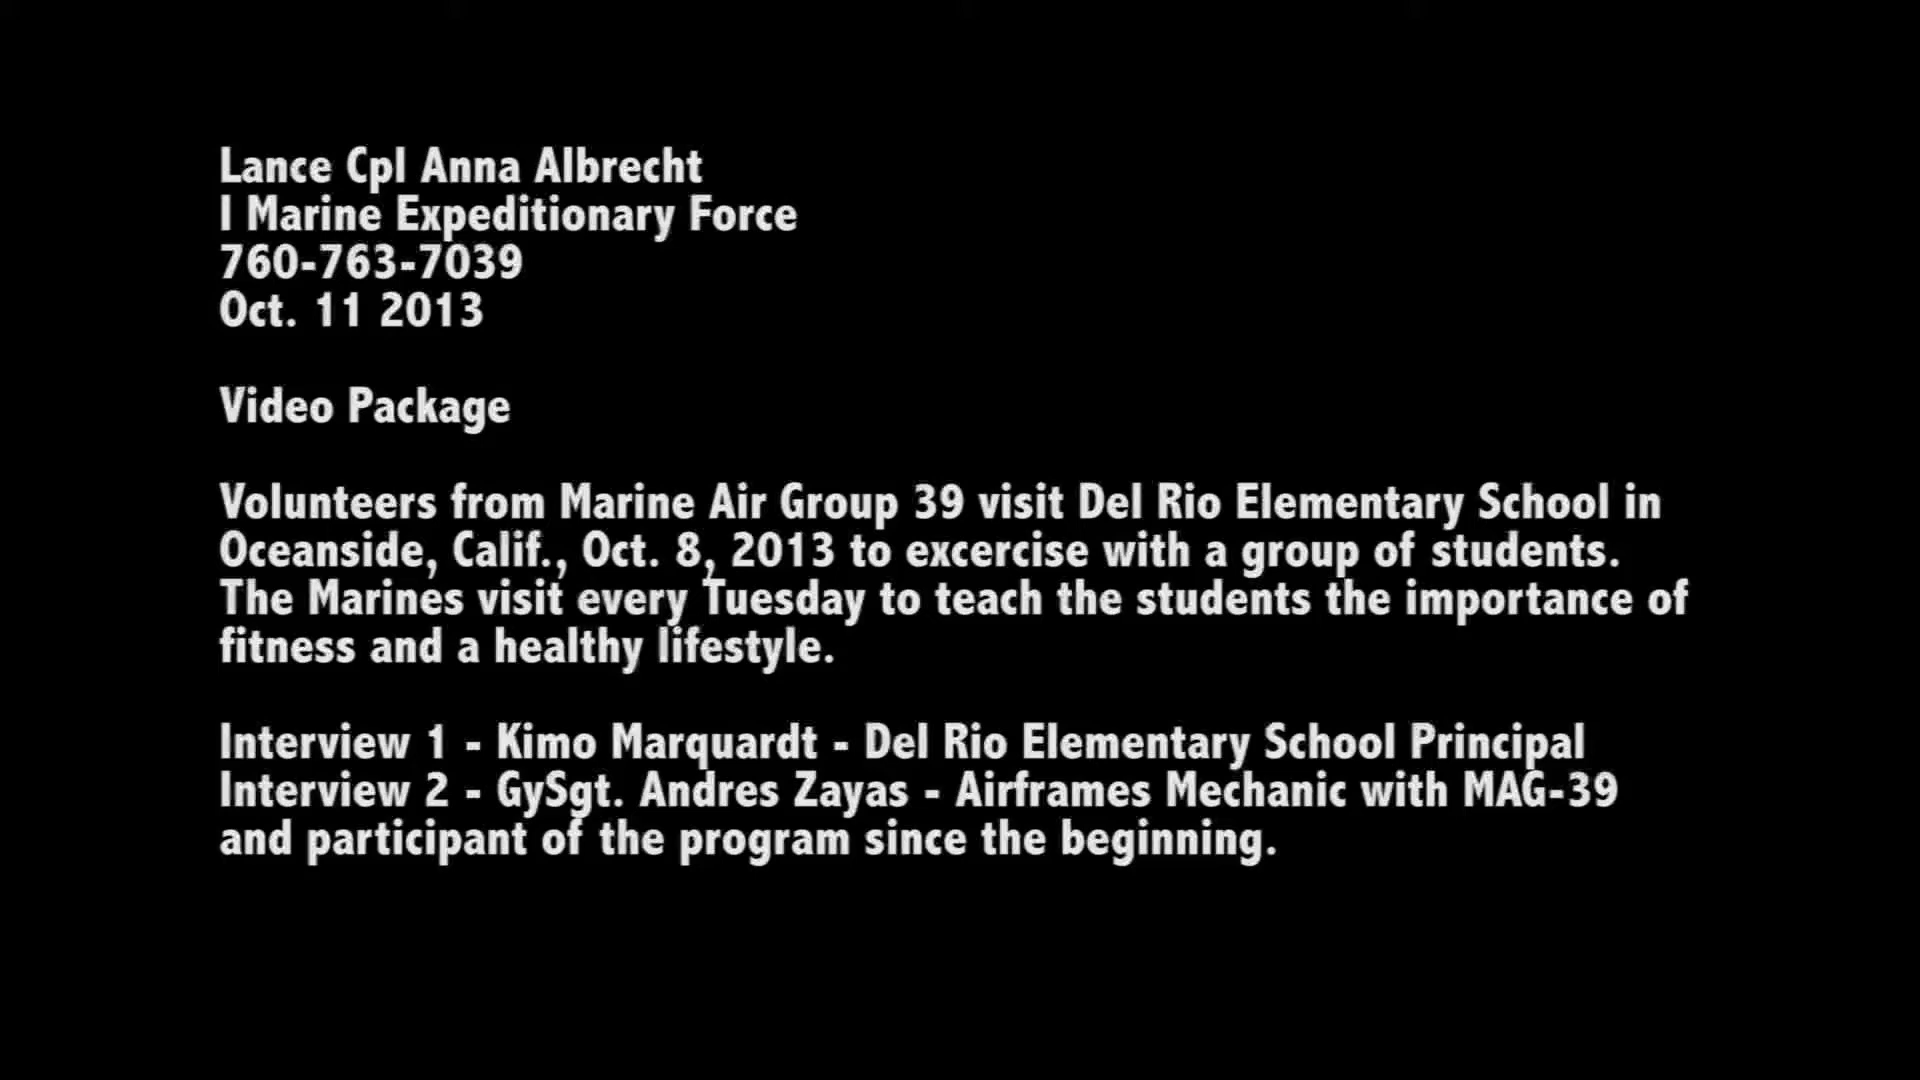 Lance Cpl Anna Albrecht
I Marine Expeditionary Force
760-763-7039
Oct. 11 2013
Video Package
Volunteers from Marine Air Group 39 visit Del Rio Elementary School in
Oceanside, Calif., Oct. 8, 2013 to excercise with a group of students.
The Marines visit every Tuesday to teach the students the importance of
fitness and a healthy lifestyle.
Interview 1 - Kimo Marquardt - Del Rio Elementary School Principal
Interview 2 - GySgt. Andres Zayas - Airframes Mechanic with MAG-39
and participant of the program since the beginning.